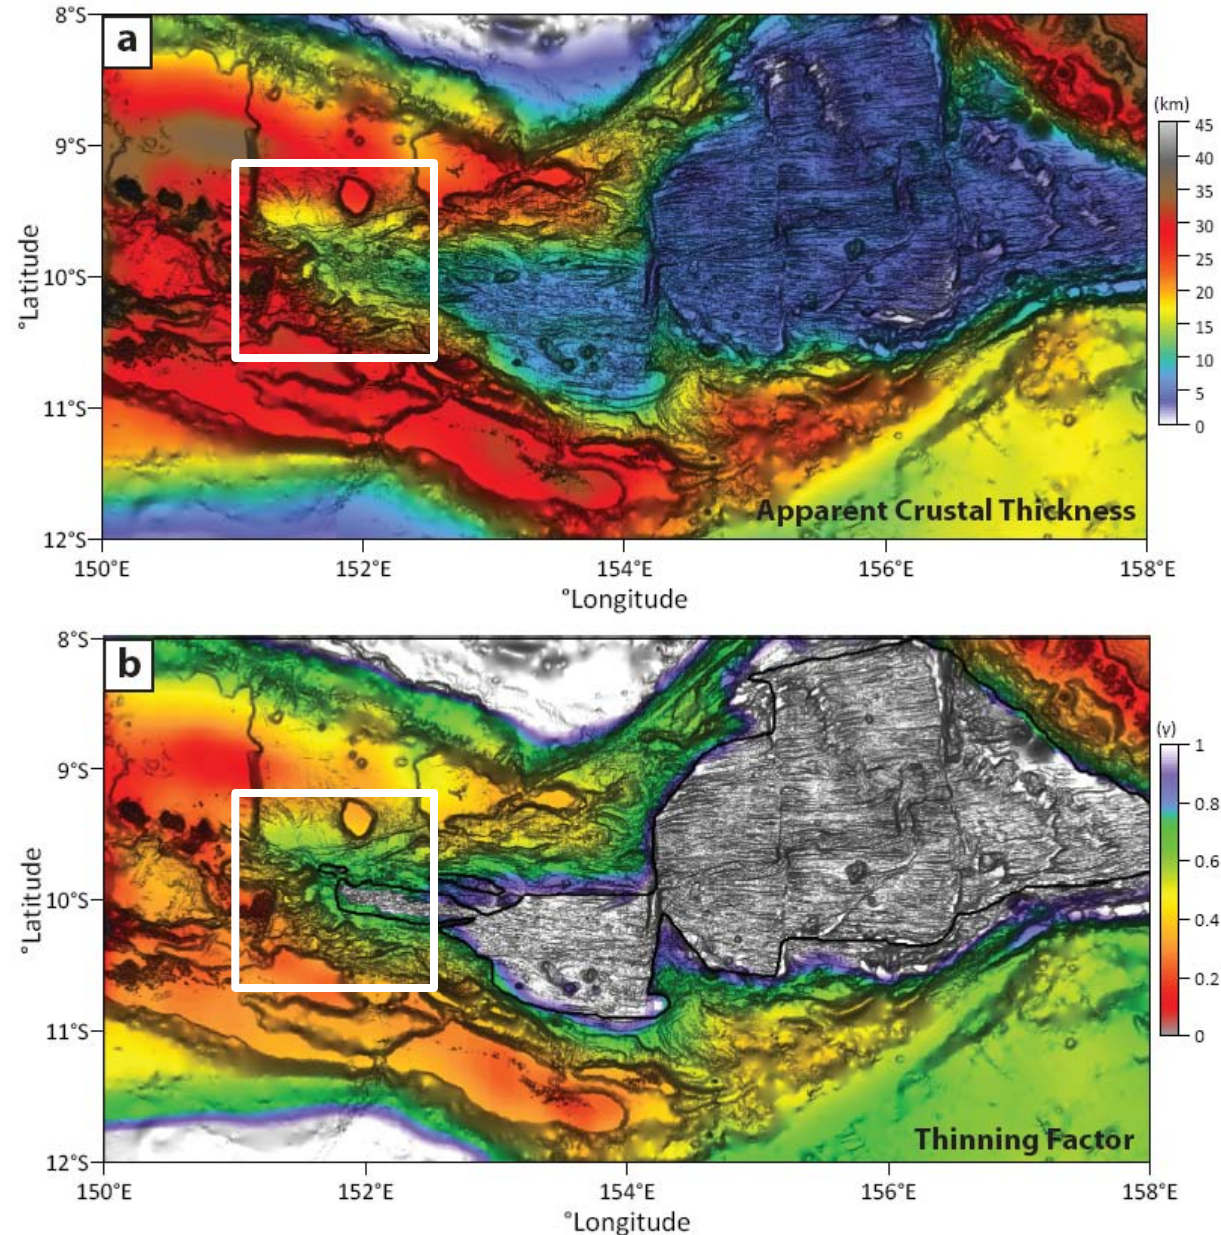 a
8°S
9°S
10°S
11°S
12°S
°Latitude
150°E
152°E
154°E
156°E
158°E
°Longitude
Apparent Crustal Thickness
(km)
45
40
35
30
25
20
15
10
5
0
b
8°S
9°S
10°S
11°S
12°S
°Latitude
150°E
152°E
154°E
156°E
158°E
°Longitude
Thinning Factor
(γ)
1
0.8
0.6
0.4
0.2
0